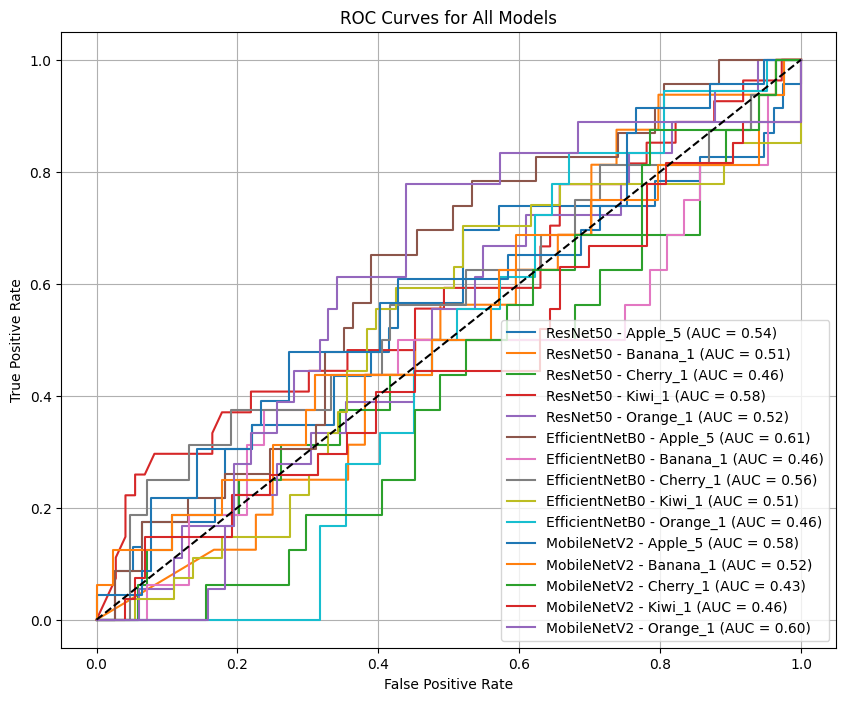 ROC Curves for All Models
True Positive Rate
1.0
0.8
0.6
0.4
0.2
0.0
ResNet50 - Apple_5 (AUC = 0.54)
ResNet50 - Banana_1 (AUC = 0.51)
ResNet50 - Cherry_1 (AUC = 0.46)
ResNet50 - Kiwi_1 (AUC = 0.58)
ResNet50 - Orange_1 (AUC = 0.52)
EfficientNetB0 - Apple_5 (AUC = 0.61)
EfficientNetB0 - Banana_1 (AUC = 0.46)
EfficientNetB0 - Cherry_1 (AUC = 0.56)
EfficientNetB0 - Kiwi_1 (AUC = 0.51)
EfficientNetB0 - Orange_1 (AUC = 0.46)
MobileNetV2 - Apple_5 (AUC = 0.58)
MobileNetV2 - Banana_1 (AUC = 0.52)
MobileNetV2 - Cherry_1 (AUC = 0.43)
MobileNetV2 - Kiwi_1 (AUC = 0.46)
MobileNetV2 - Orange_1 (AUC = 0.60)
0.0 0.2 0.4 0.6 0.8 1.0
False Positive Rate